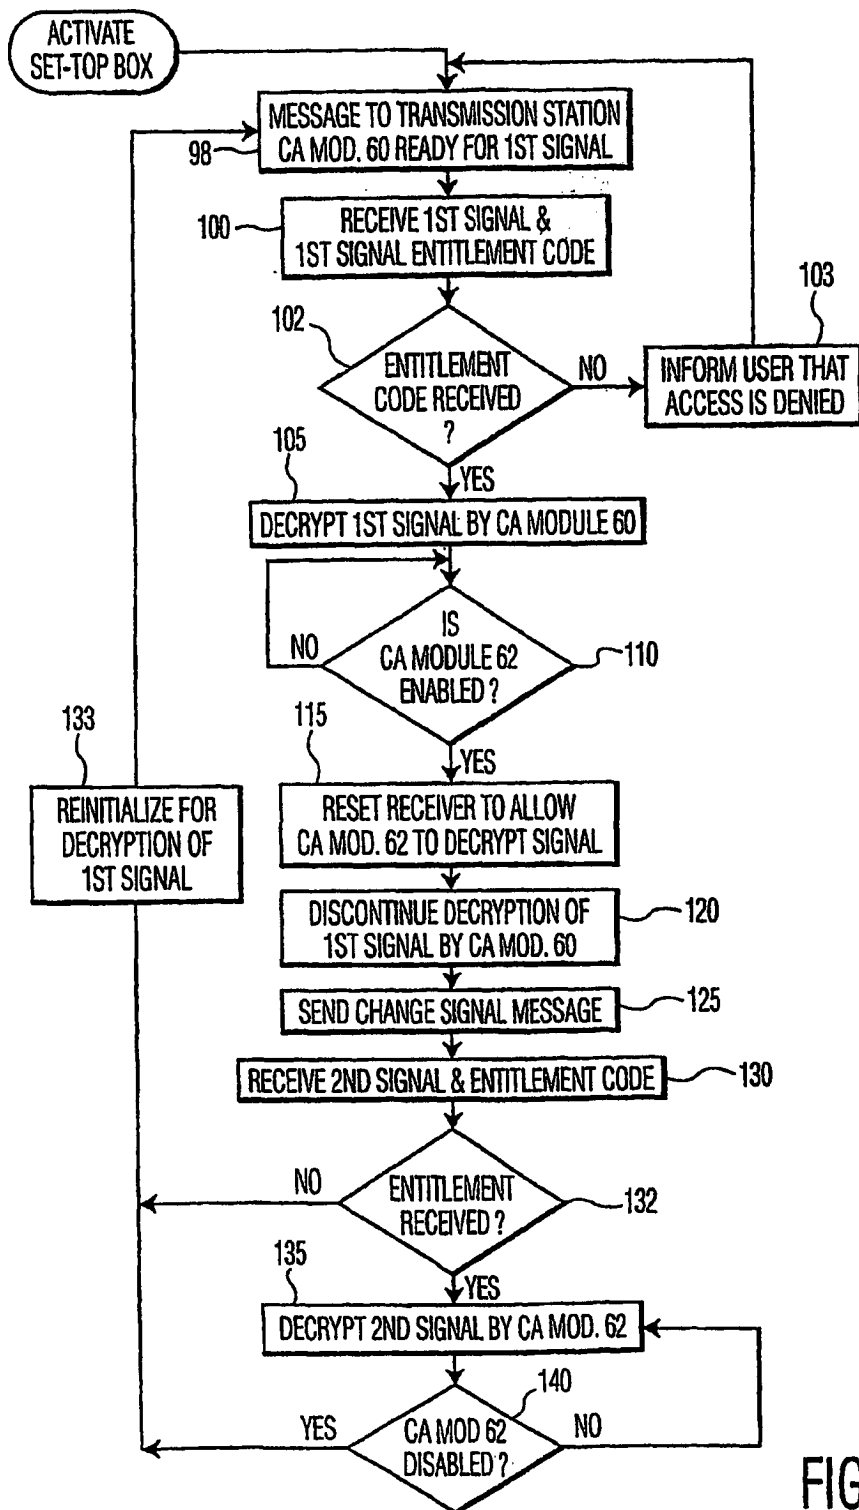 ACTIVATE
SET-TOP BOX
MESSAGE TO TRANSMISSION STATION
CA MOD. 60 READY FOR 1ST SIGNAL
98
100
RECEIVE 1ST SIGNAL &
1ST SIGNAL ENTITLEMENT CODE
102
ENTITLEMENT
CODE RECEIVED
?
NO
103
INFORM USER THAT
ACCESS IS DENIED
YES
105
DECRYPT 1ST SIGNAL BY CA MODULE 60
IS
CA MODULE 62
ENABLED ?
NO
110
YES
115
RESET RECEIVER TO ALLOW
CA MOD. 62 TO DECRYPT SIGNAL
133
REINITIALIZE FOR
DECRYPTION OF
1ST SIGNAL
DISCONTINUE DECRYPTION OF
1ST SIGNAL BY CA MOD. 60
120
SEND CHANGE SIGNAL MESSAGE
125
RECEIVE 2ND SIGNAL & ENTITLEMENT CODE
130
NO
ENTITLEMENT
RECEIVED ?
132
YES
135
DECRYPT 2ND SIGNAL BY CA MOD. 62
140
YES
CA MOD 62
DISABLED ?
NO
FIG